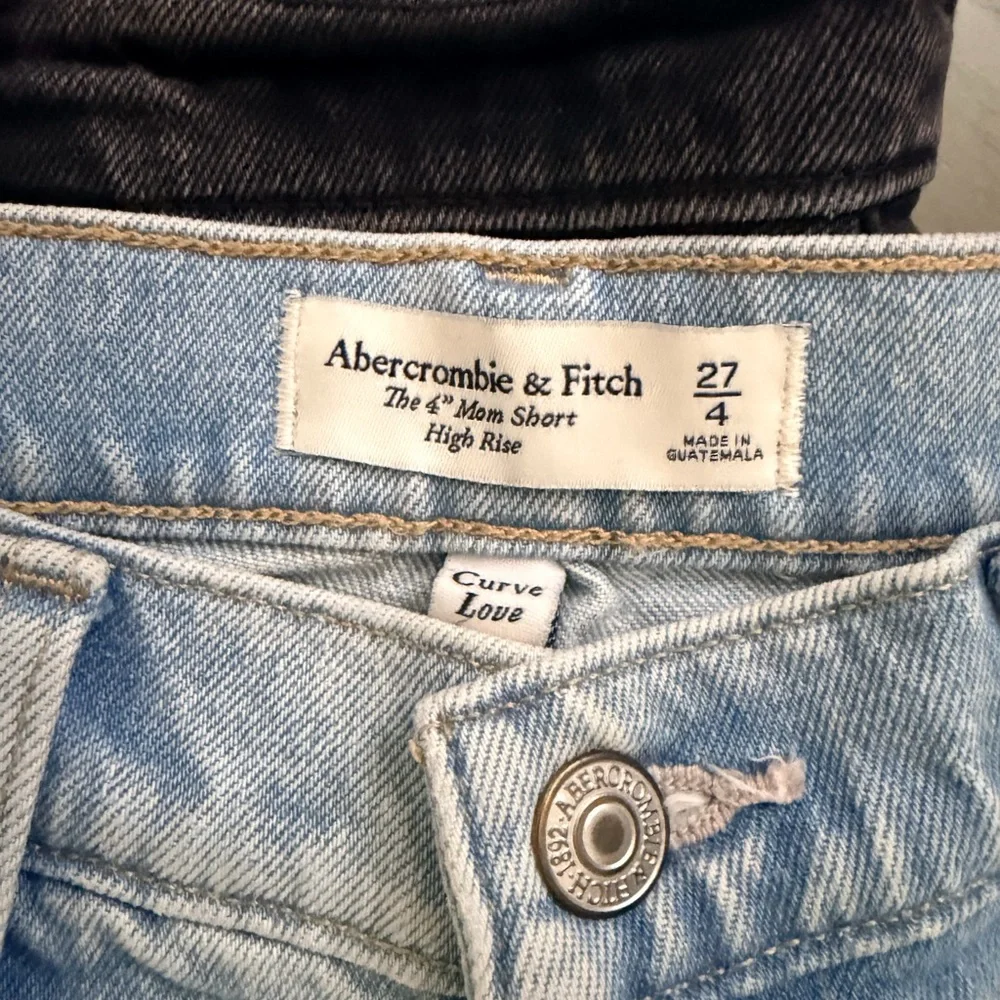 Abercrombie & Fitch
The 4" Mom Short
High Rise
27
4
MADE IN
GUATEMALA
Curve
Love
ABERCROMBIE & FITCH · 1892 ·